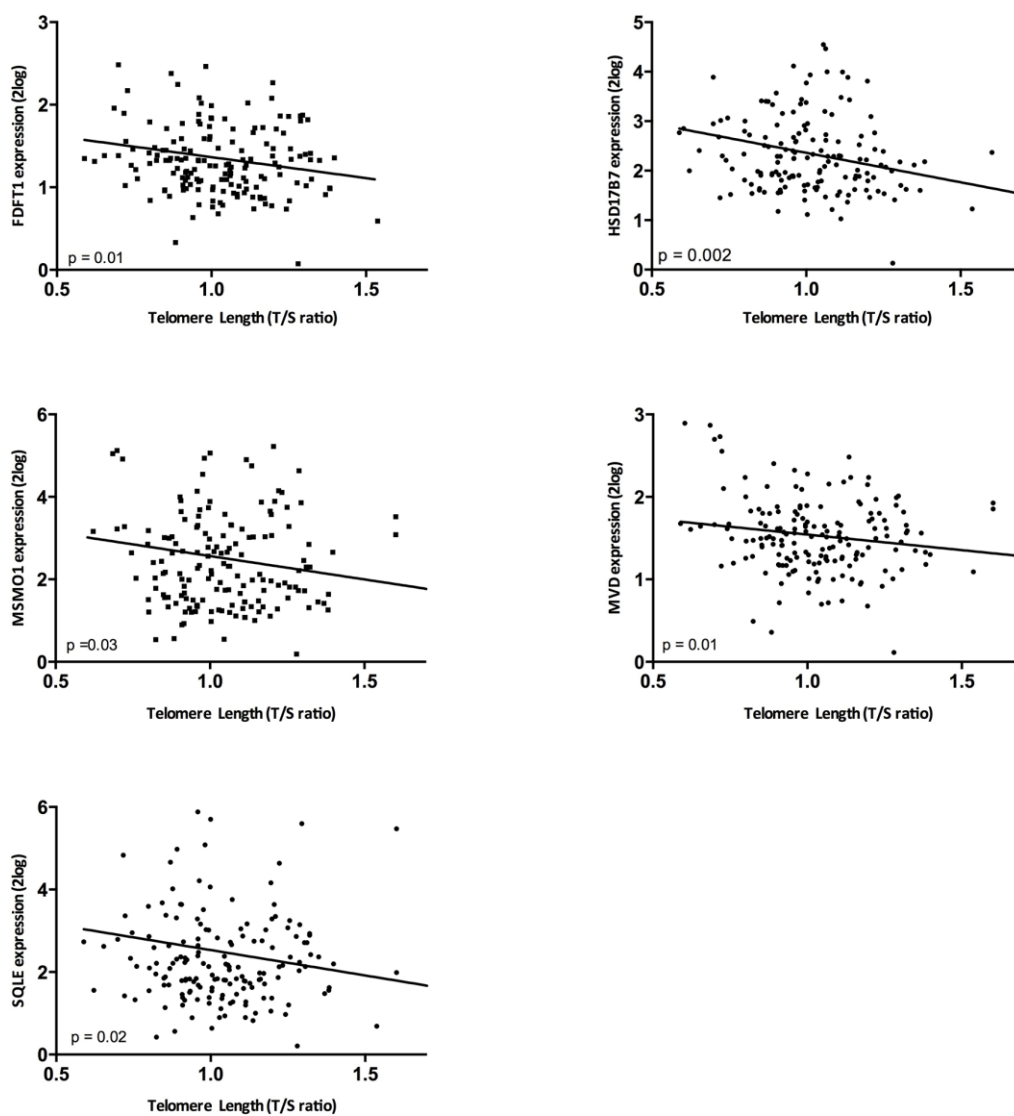 3
2
1
0
FDFT1 expression (2log)
p = 0.01
0.5 1.0 1.5
Telomere Length (T/S ratio)
5
4
3
2
1
0
HSD17B7 expression (2log)
p = 0.002
0.5 1.0 1.5
Telomere Length (T/S ratio)
6
4
2
0
MSMO1 expression (2log)
p =0.03
0.5 1.0 1.5
Telomere Length (T/S ratio)
3
2
1
0
MVD expression (2log)
p = 0.01
0.5 1.0 1.5
Telomere Length (T/S ratio)
6
4
2
0
SQLE expression (2log)
p = 0.02
0.5 1.0 1.5
Telomere Length (T/S ratio)